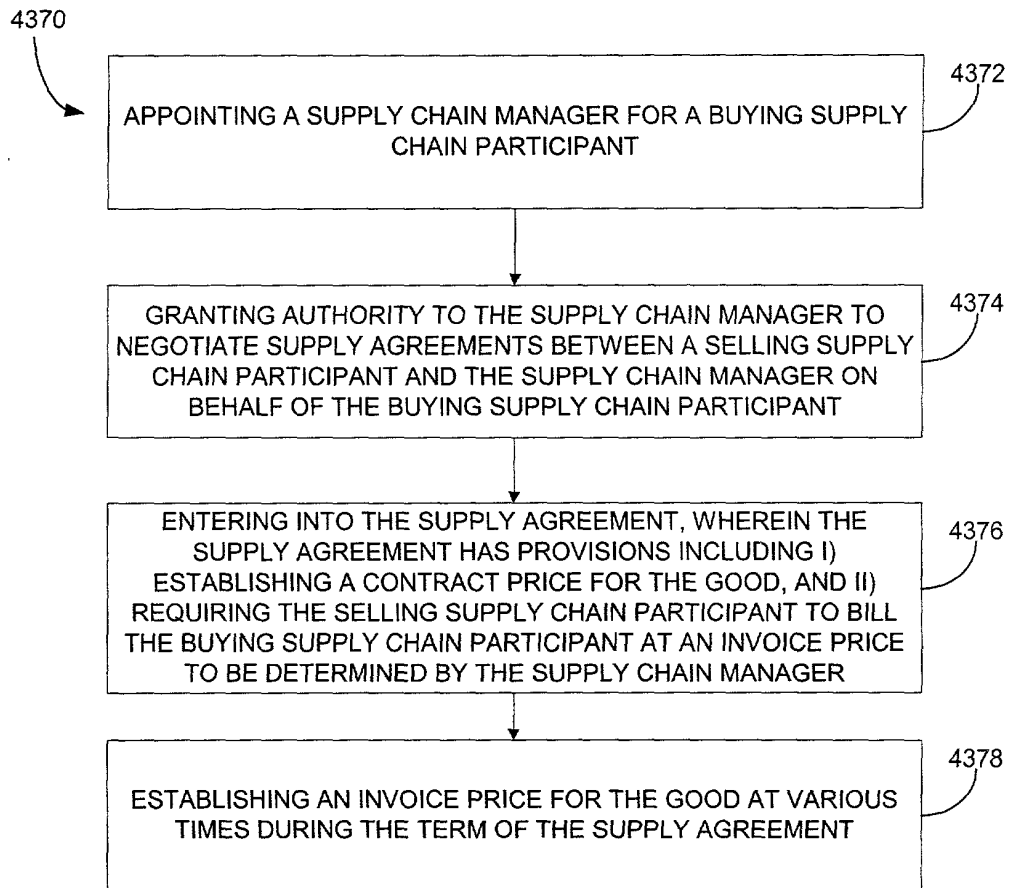 4370
4372
APPOINTING A SUPPLY CHAIN MANAGER FOR A BUYING SUPPLY
CHAIN PARTICIPANT
4374
GRANTING AUTHORITY TO THE SUPPLY CHAIN MANAGER TO
NEGOTIATE SUPPLY AGREEMENTS BETWEEN A SELLING SUPPLY
CHAIN PARTICIPANT AND THE SUPPLY CHAIN MANAGER ON
BEHALF OF THE BUYING SUPPLY CHAIN PARTICIPANT
4376
ENTERING INTO THE SUPPLY AGREEMENT, WHEREIN THE
SUPPLY AGREEMENT HAS PROVISIONS INCLUDING I)
ESTABLISHING A CONTRACT PRICE FOR THE GOOD, AND II)
REQUIRING THE SELLING SUPPLY CHAIN PARTICIPANT TO BILL
THE BUYING SUPPLY CHAIN PARTICIPANT AT AN INVOICE PRICE
TO BE DETERMINED BY THE SUPPLY CHAIN MANAGER
4378
ESTABLISHING AN INVOICE PRICE FOR THE GOOD AT VARIOUS
TIMES DURING THE TERM OF THE SUPPLY AGREEMENT